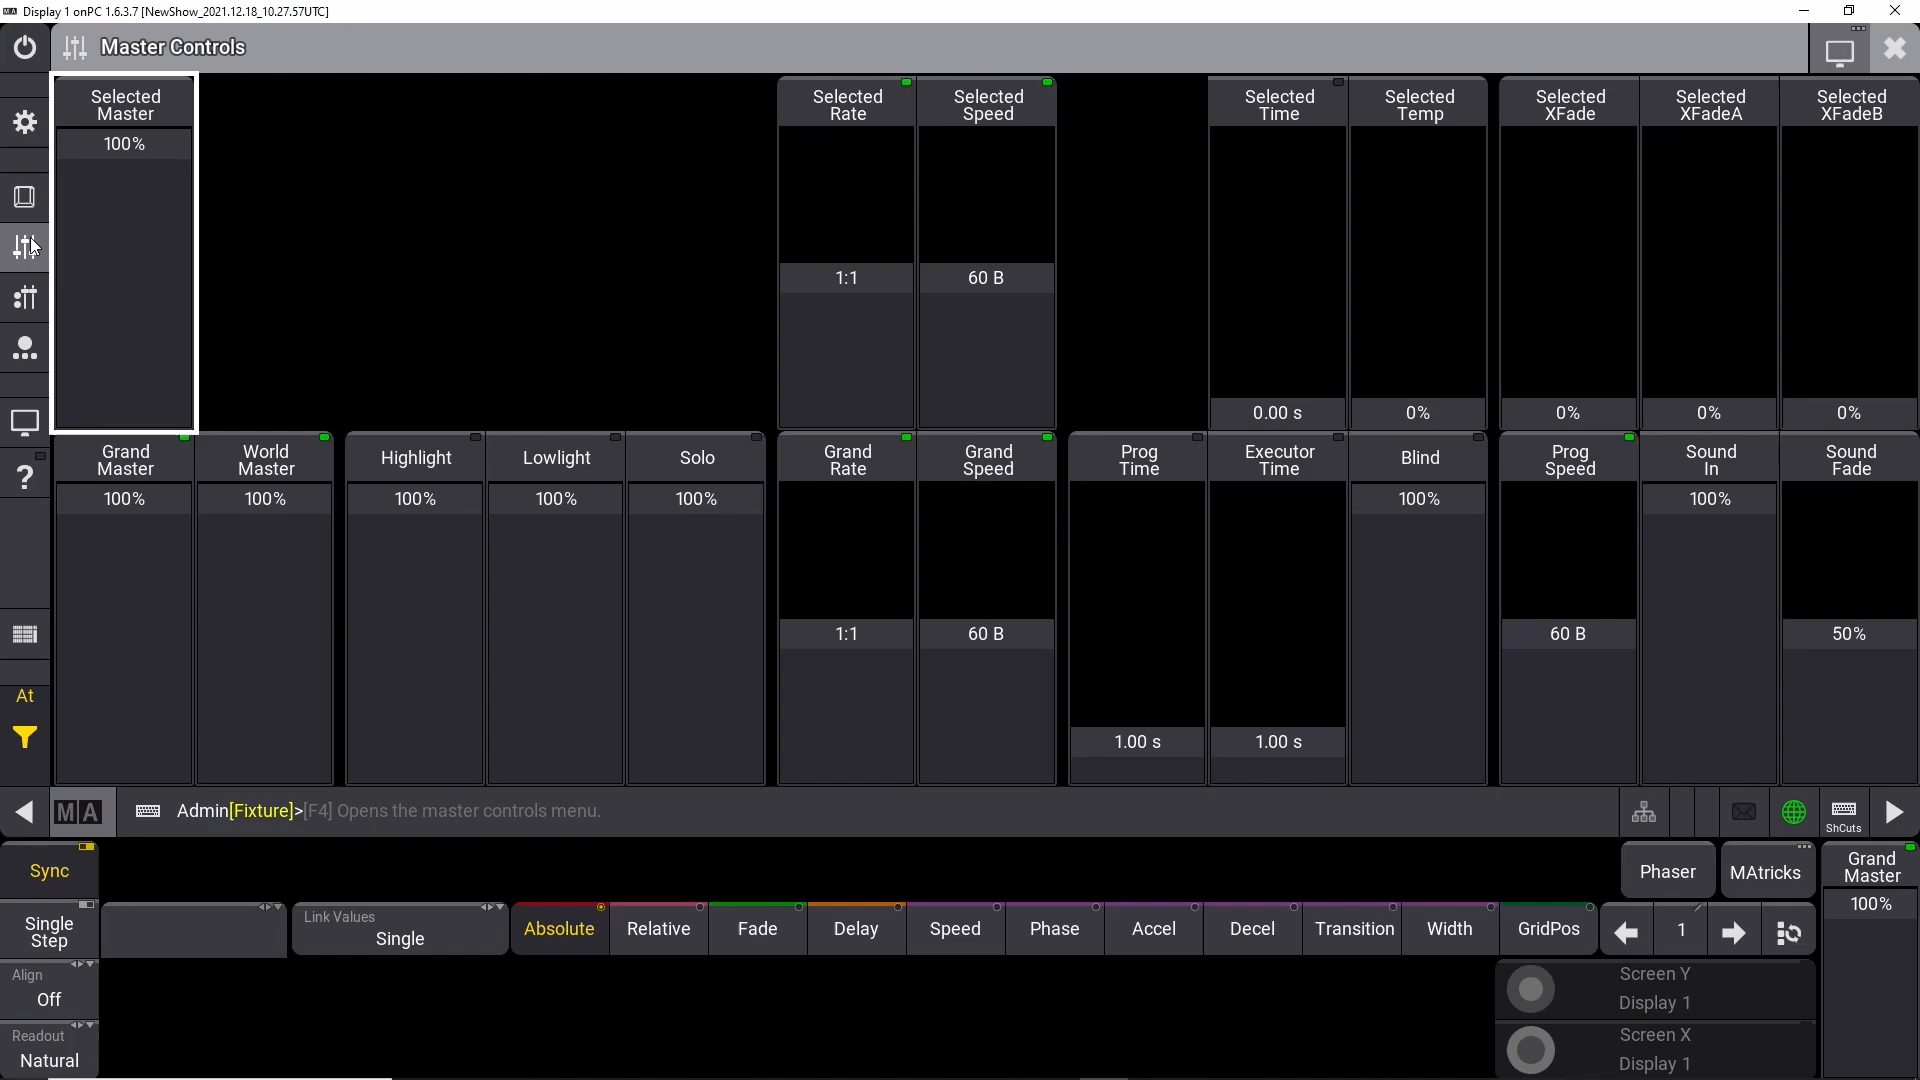 Display 1 onPC 1.6.3.7 [NewShow_2021.12.18_10.27.57UTC]
Master Controls
Selected Master
100%
Selected Rate
1:1
Selected Speed
60 B
Selected Time
0.00 s
Selected Temp
0%
Selected XFade
0%
Selected XFadeA
0%
Selected XFadeB
0%
Grand Master
100%
World Master
100%
Highlight
100%
Lowlight
100%
Solo
100%
Grand Rate
1:1
Grand Speed
60 B
Prog Time
1.00 s
Executor Time
1.00 s
Blind
100%
Prog Speed
60 B
Sound In
100%
Sound Fade
50%
?
At
MA
Admin[Fixture]>[F4] Opens the master controls menu.
ShCuts
Sync
Phaser
MAtricks
Grand Master
100%
Single Step
Link Values
Single
Absolute
Relative
Fade
Delay
Speed
Phase
Accel
Decel
Transition
Width
GridPos
1
Align
Off
Screen Y
Display 1
Readout
Natural
Screen X
Display 1